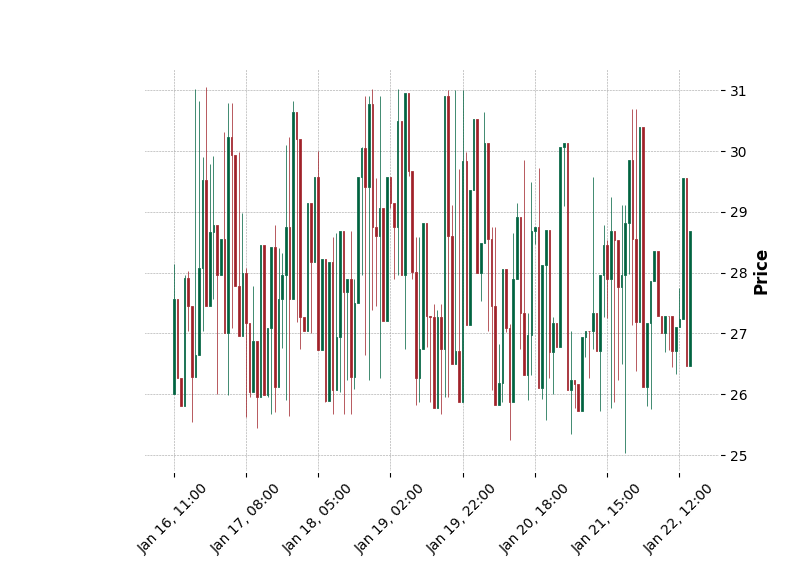 31
30
29
28
27
26
25
Price
Jan 16, 11:00
Jan 17, 08:00
Jan 18, 05:00
Jan 19, 02:00
Jan 19, 22:00
Jan 20, 18:00
Jan 21, 15:00
Jan 22, 12:00